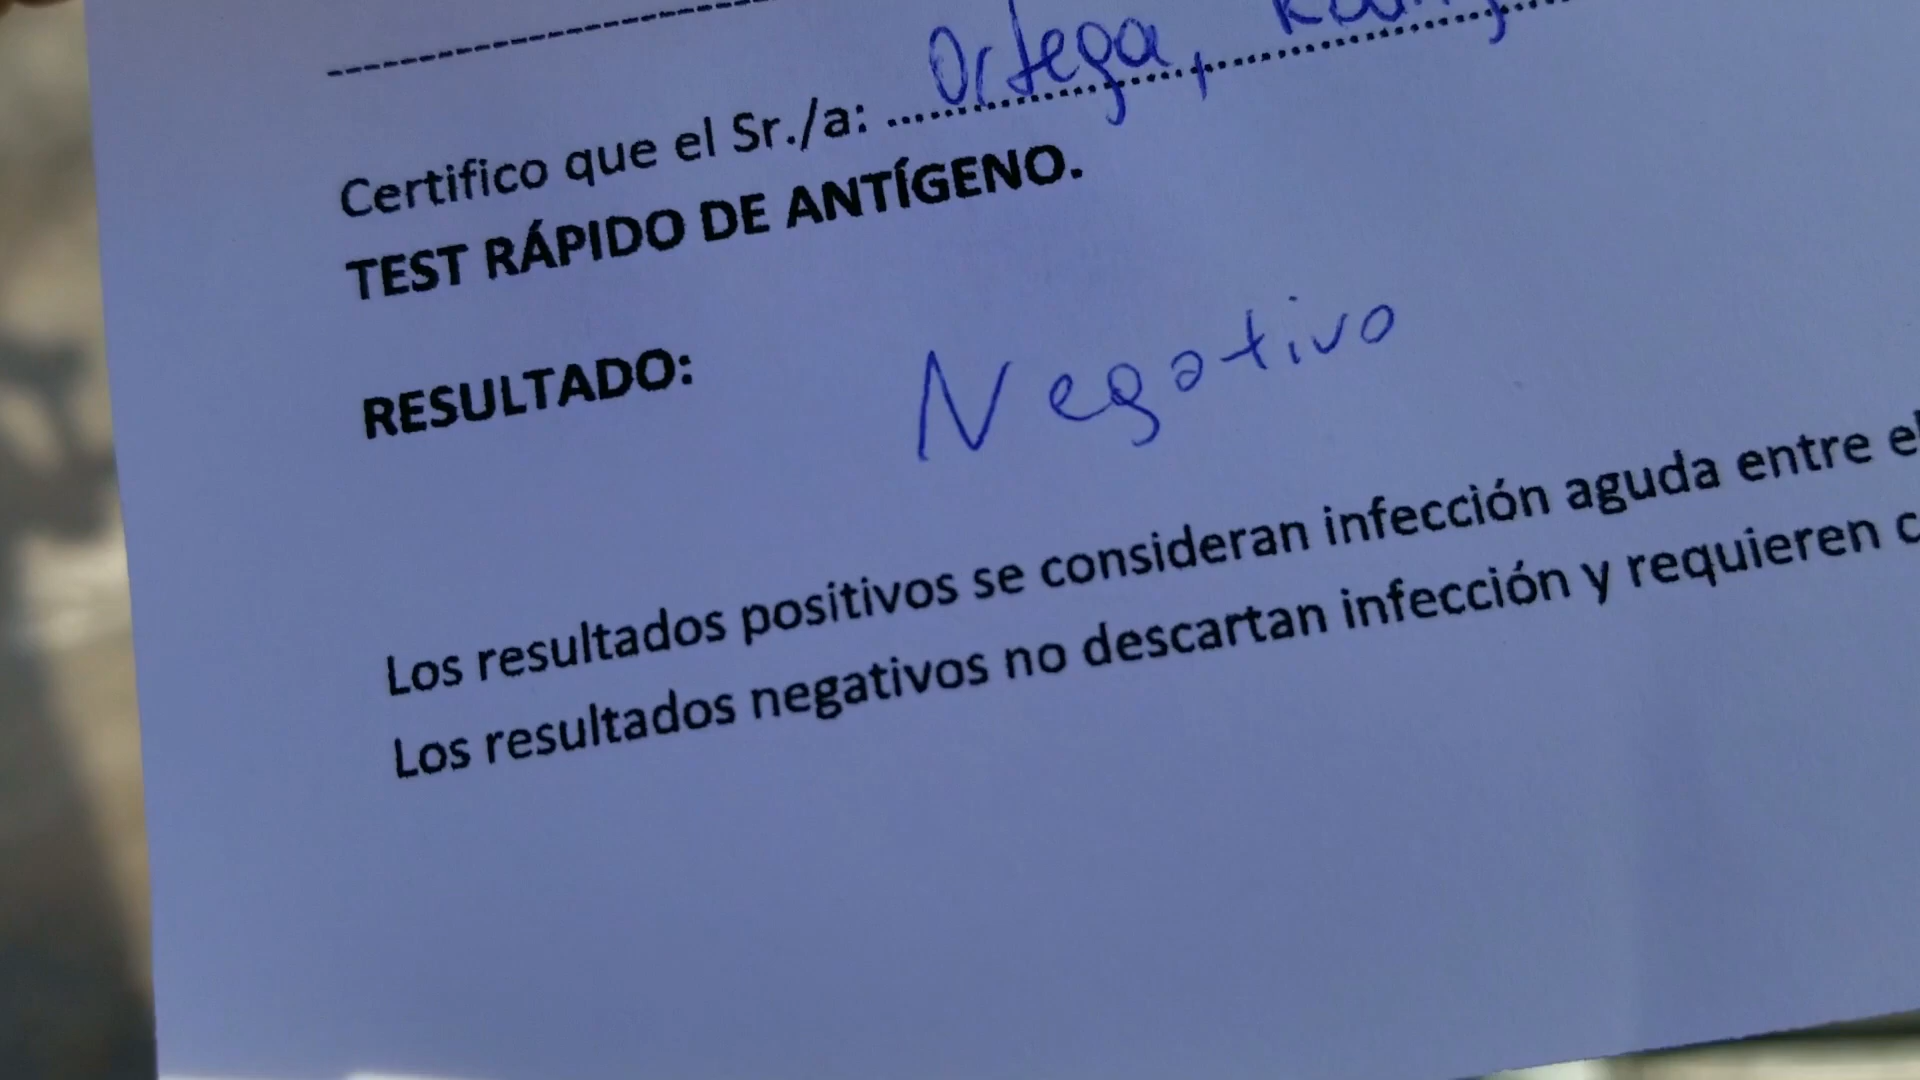 Certifico que el Sr./a: Ortega,
TEST RÁPIDO DE ANTÍGENO.
RESULTADO: Negativo
Los resultados positivos se consideran infección aguda entre el
Los resultados negativos no descartan infección y requieren